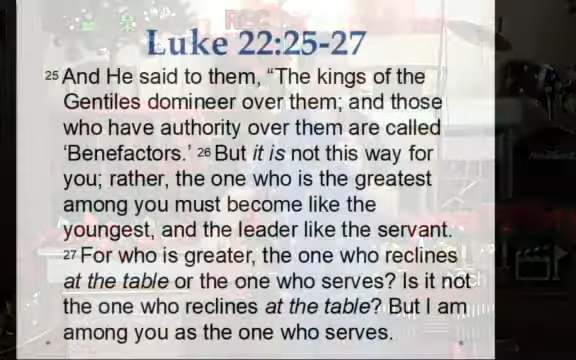 REC
Luke 22:25-27
25 And He said to them, “The kings of the
Gentiles domineer over them; and those
who have authority over them are called
‘Benefactors.’ 26 But it is not this way for
you; rather, the one who is the greatest
among you must become like the
youngest, and the leader like the servant.
27 For who is greater, the one who reclines
at the table or the one who serves? Is it not
the one who reclines at the table? But I am
among you as the one who serves.